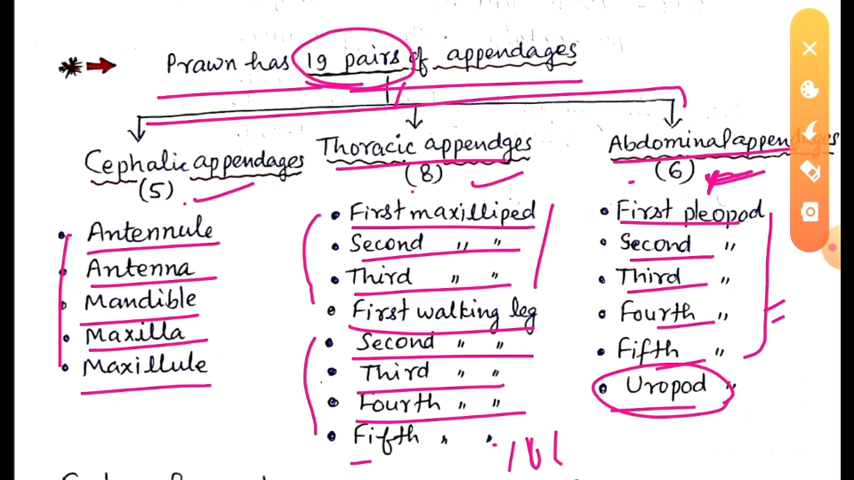 Prawn has 19 pairs of appendages
Cephalic appendages
(5)
Antennule
Antenna
Mandible
Maxilla
Maxillule
Thoracic appendges
(8)
First maxilliped
Second " "
Third " "
First walking leg
Second " "
Third " "
Fourth " "
Fifth " "
Abdominal appendages
(6)
First pleopod
Second "
Third "
Fourth "
Fifth "
Uropod "